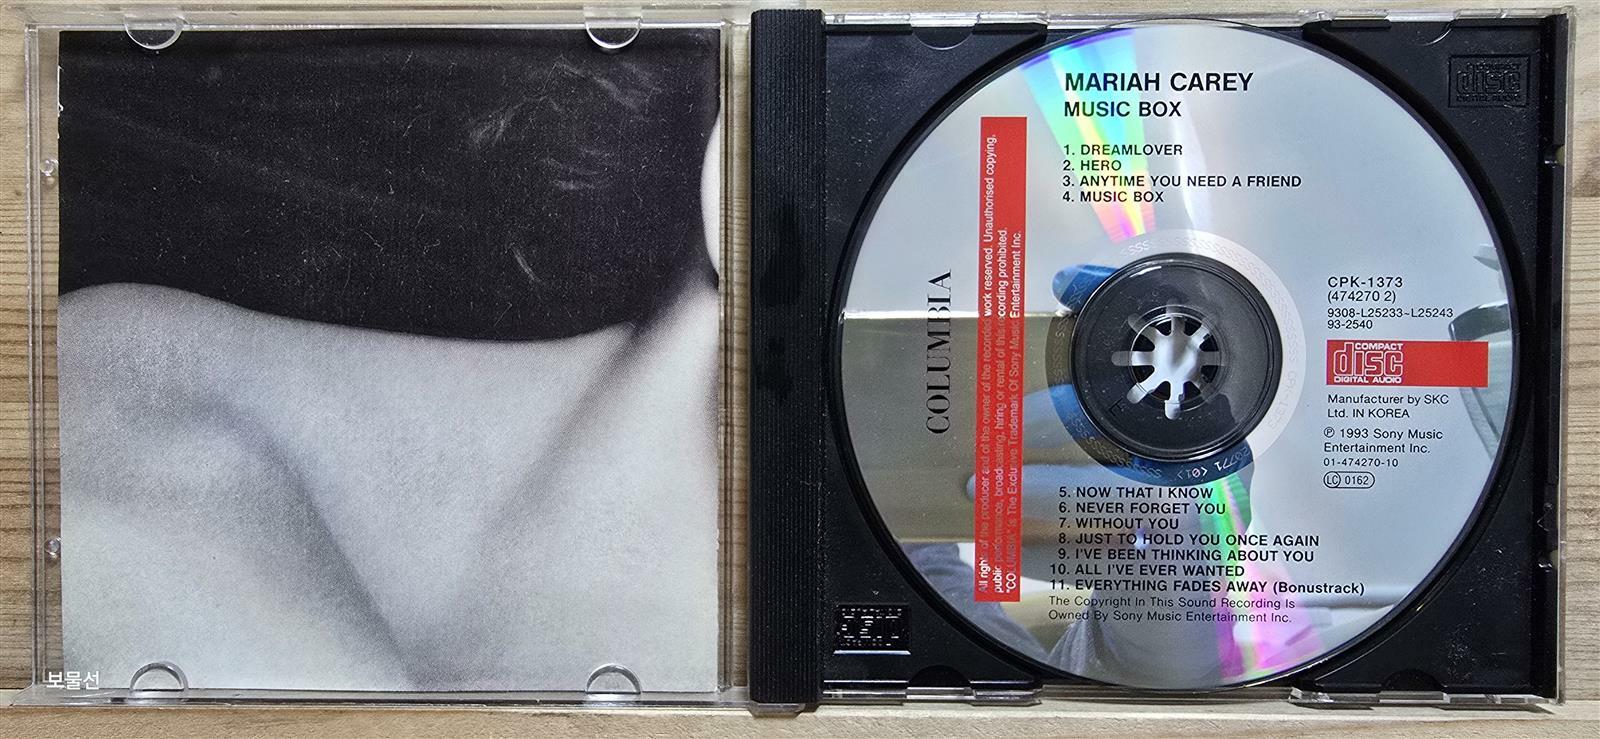 MARIAH CAREY
MUSIC BOX
1. DREAMLOVER
2. HERO
3. ANYTIME YOU NEED A FRIEND
4. MUSIC BOX
COLUMBIA
All rights of the producer and of the owner of the recorded work reserved. Unauthorised copying,
public performance, broadcasting, hiring or rental of this recording prohibited.
"COLUMBIA" is The Exclusive Trademark Of Sony Music Entertainment Inc.
CPK-1373
(474270 2)
9308-L25233~L25243
93-2540
COMPACT
disc
DIGITAL AUDIO
Manufacturer by SKC
Ltd. IN KOREA
℗ 1993 Sony Music
Entertainment Inc.
01-474270-10
LC 0162
5. NOW THAT I KNOW
6. NEVER FORGET YOU
7. WITHOUT YOU
8. JUST TO HOLD YOU ONCE AGAIN
9. I'VE BEEN THINKING ABOUT YOU
10. ALL I'VE EVER WANTED
11. EVERYTHING FADES AWAY (Bonustrack)
The Copyright In This Sound Recording Is
Owned By Sony Music Entertainment Inc.
COMPACT
disc
DIGITAL AUDIO
보물선